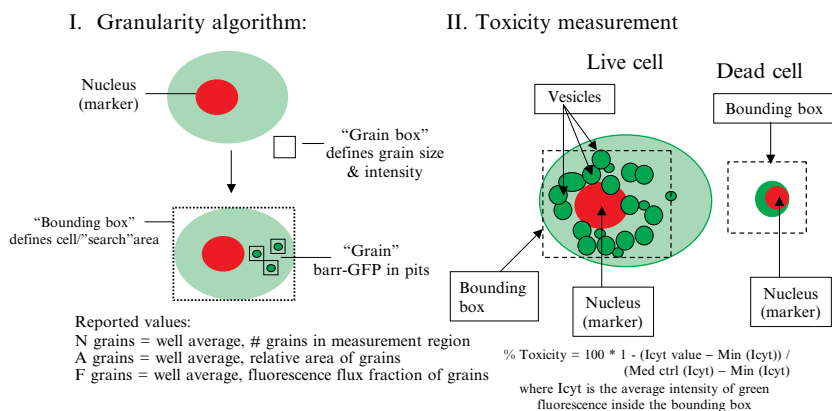 I. Granularity algorithm:
Nucleus
(marker)
“Grain box”
defines grain size
& intensity
“Bounding box”
defines cell/”search”area
“Grain”
barr-GFP in pits
Reported values:
N grains = well average, # grains in measurement region
A grains = well average, relative area of grains
F grains = well average, fluorescence flux fraction of grains
II. Toxicity measurement
Live cell
Dead cell
Vesicles
Bounding box
Bounding
box
Nucleus
(marker)
Nucleus
(marker)
% Toxicity = 100 * 1 - (Icyt value – Min (Icyt)) /
(Med ctrl (Icyt) – Min (Icyt)
where Icyt is the average intensity of green
fluorescence inside the bounding box